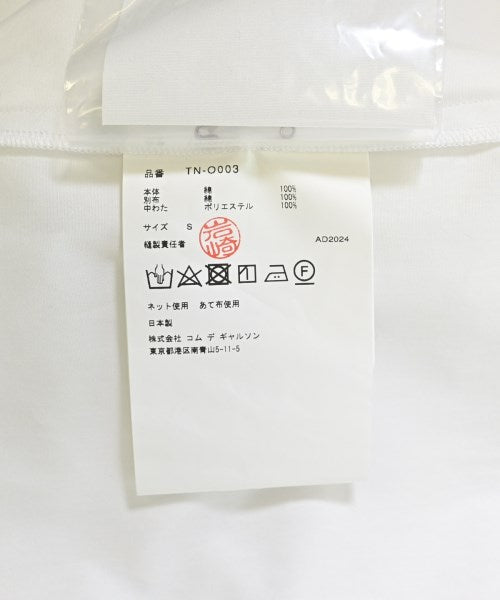 品番 TN-O003
本体 綿 100%
別布 綿 100%
中わた ポリエステル 100%
サイズ S
縫製責任者 岩崎 AD2024
F
ネット使用 あて布使用
日本製
株式会社 コム デ ギャルソン
東京都港区南青山5-11-5